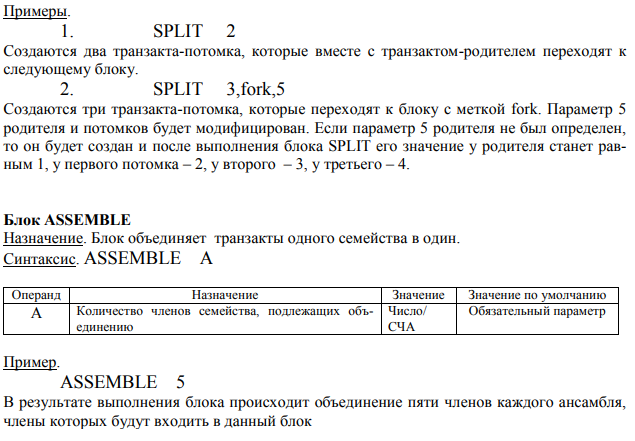 Примеры.
1. SPLIT 2
Создаются два транзакта-потомка, которые вместе с транзактом-родителем переходят к
следующему блоку.
2. SPLIT 3,fork,5
Создаются три транзакта-потомка, которые переходят к блоку с меткой fork. Параметр 5
родителя и потомков будет модифицирован. Если параметр 5 родителя не был определен,
то он будет создан и после выполнения блока SPLIT его значение у родителя станет рав-
ным 1, у первого потомка – 2, у второго – 3, у третьего – 4.
Блок ASSEMBLE
Назначение. Блок объединяет транзакты одного семейства в один.
Синтаксис. ASSEMBLE A
Операнд Назначение Значение Значение по умолчанию
А Количество членов семейства, подлежащих объ- Число/ Обязательный параметр
единению СЧА
Пример.
ASSEMBLE 5
В результате выполнения блока происходит объединение пяти членов каждого ансамбля,
члены которых будут входить в данный блок